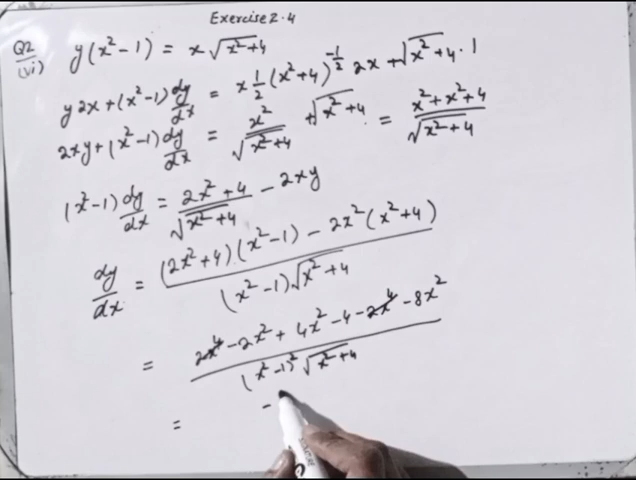 Exercise 2.4
Q2 (vi) y(x²-1) = x√(x²+4)
y2x+(x²-1)dy/dx = x 1/2 (x²+4)^(-1/2) 2x + √(x²+4) · 1
2xy+(x²-1)dy/dx = x²/√(x²+4) + √(x²+4) = (x²+x²+4)/√(x²+4)
(x²-1)dy/dx = (2x²+4)/√(x²+4) - 2xy
dy/dx = ((2x²+4)(x²-1) - 2x²(x²+4))/((x²-1)√(x²+4))
= (2x⁴-2x²+4x²-4-2x⁴-8x²)/((x²-1)²√(x²+4))
= -